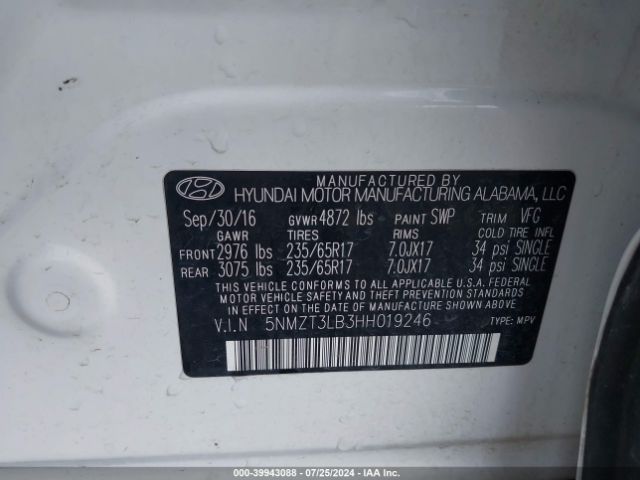 MANUFACTURED BY
HYUNDAI MOTOR MANUFACTURING ALABAMA, LLC
Sep/30/16 GVWR 4872 lbs PAINT SWP TRIM VFG
GAWR TIRES RIMS COLD TIRE INFL
FRONT 2976 lbs 235/65R17 7.0JX17 34 psi SINGLE
REAR 3075 lbs 235/65R17 7.0JX17 34 psi SINGLE
THIS VEHICLE CONFORMS TO ALL APPLICABLE U.S.A. FEDERAL
MOTOR VEHICLE SAFETY, BUMPER, AND THEFT PREVENTION STANDARDS
IN EFFECT ON THE DATE OF MANUFACTURE SHOWN ABOVE.
V.I.N 5NMZT3LB3HH019246 TYPE: MPV
000-39943088 - 07/25/2024 - IAA Inc.